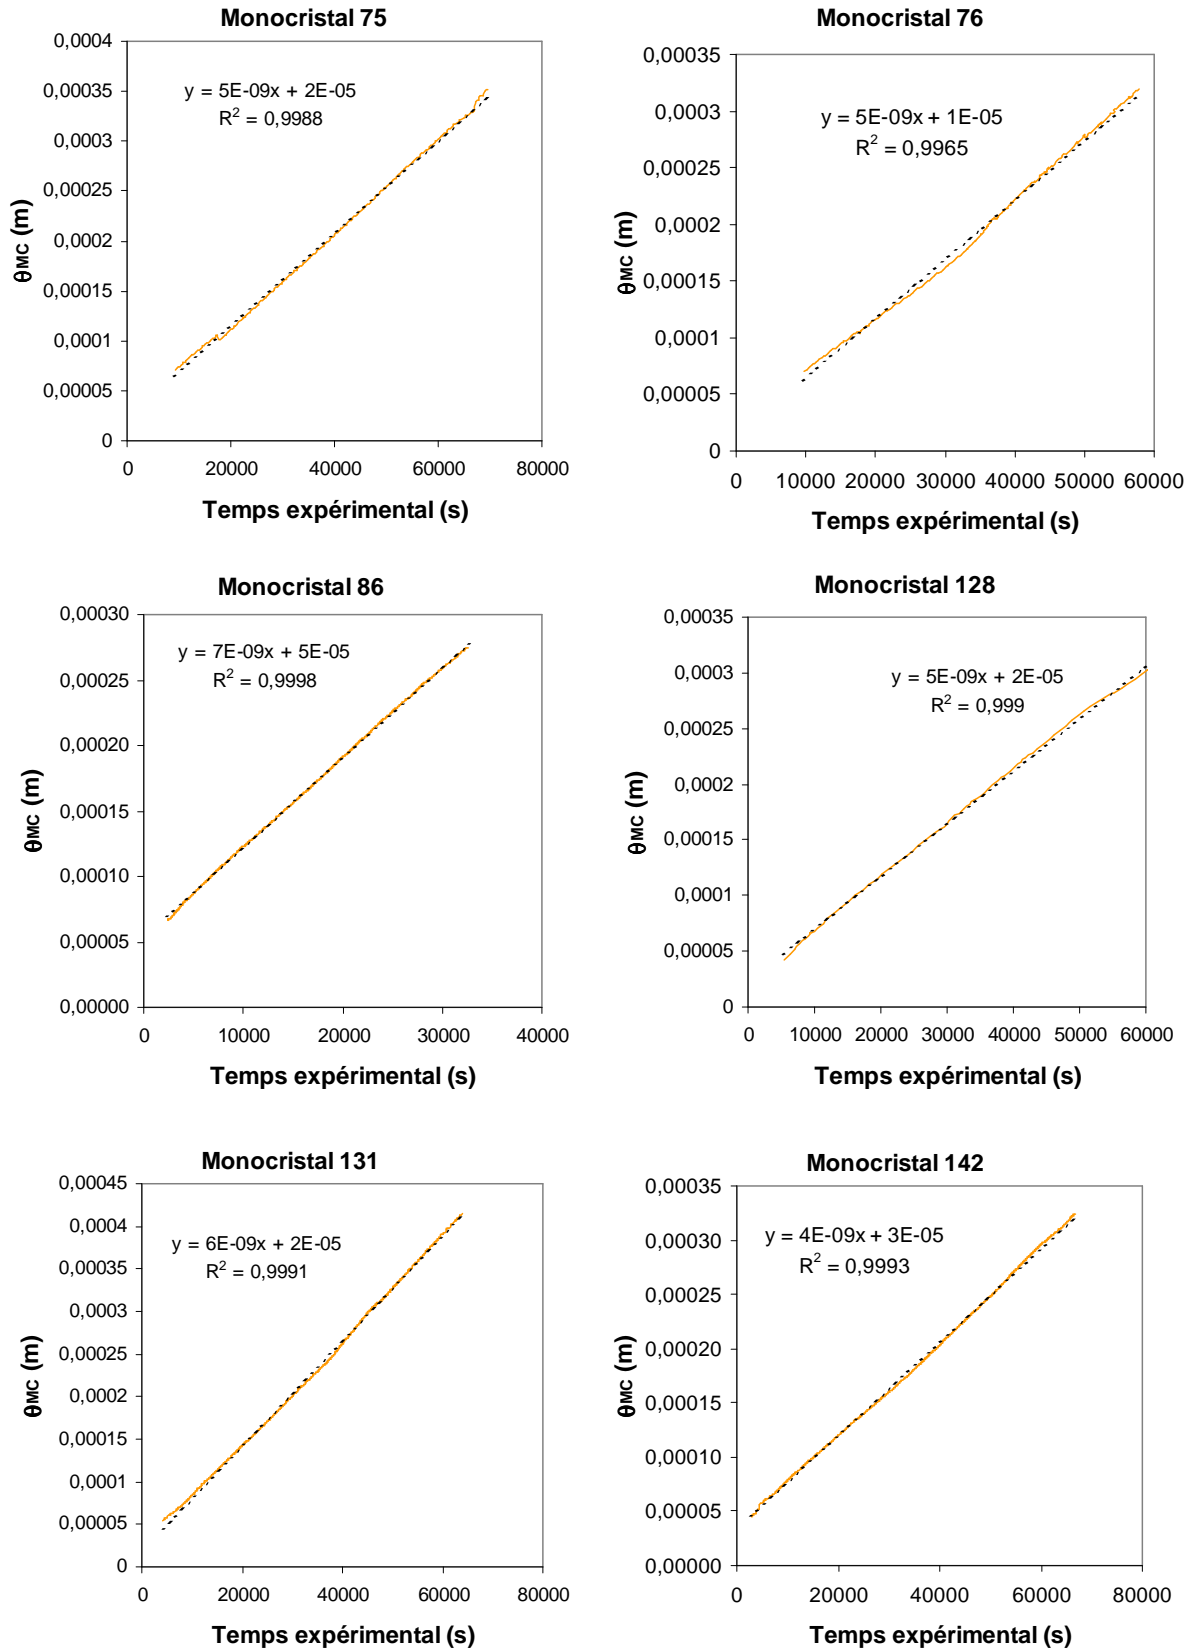 Monocristal 75
0,0004
0,00035
0,0003
0,00025
0,0002
0,00015
0,0001
0,00005
0
θMC (m)
y = 5E-09x + 2E-05
R2 = 0,9988
0 20000 40000 60000 80000
Temps expérimental (s)
Monocristal 76
0,00035
0,0003
0,00025
0,0002
0,00015
0,0001
0,00005
0
θMC (m)
y = 5E-09x + 1E-05
R2 = 0,9965
0 10000 20000 30000 40000 50000 60000
Temps expérimental (s)
Monocristal 86
0,00030
0,00025
0,00020
0,00015
0,00010
0,00005
0,00000
θMC (m)
y = 7E-09x + 5E-05
R2 = 0,9998
0 10000 20000 30000 40000
Temps expérimental (s)
Monocristal 128
0,00035
0,0003
0,00025
0,0002
0,00015
0,0001
0,00005
0
θMC (m)
y = 5E-09x + 2E-05
R2 = 0,999
0 10000 20000 30000 40000 50000 60000
Temps expérimental (s)
Monocristal 131
0,00045
0,0004
0,00035
0,0003
0,00025
0,0002
0,00015
0,0001
0,00005
0
θMC (m)
y = 6E-09x + 2E-05
R2 = 0,9991
0 20000 40000 60000 80000
Temps expérimental (s)
Monocristal 142
0,00035
0,00030
0,00025
0,00020
0,00015
0,00010
0,00005
0,00000
θMC (m)
y = 4E-09x + 3E-05
R2 = 0,9993
0 20000 40000 60000 80000
Temps expérimental (s)